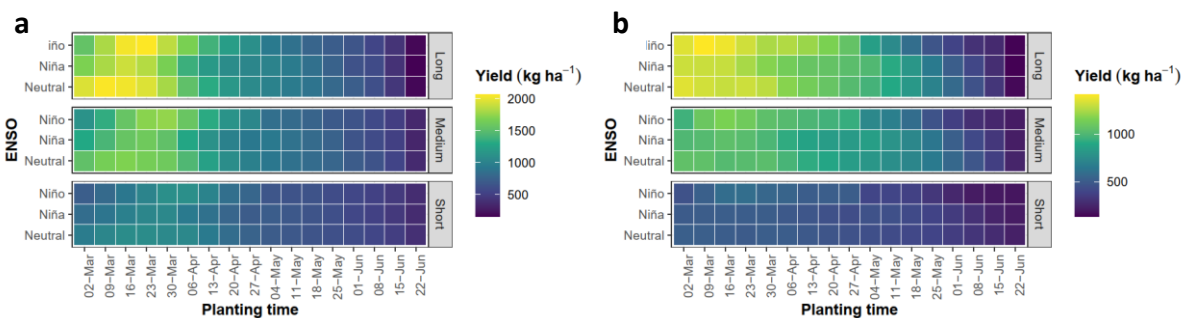 a
ENSO
iño
Niña
Neutral
Long
Niño
Niña
Neutral
Medium
Niño
Niña
Neutral
Short
02−Mar
09−Mar
16−Mar
23−Mar
30−Mar
06−Apr
13−Apr
20−Apr
27−Apr
04−May
11−May
18−May
25−May
01−Jun
08−Jun
15−Jun
22−Jun
Planting time
Yield (kg ha⁻¹)
2000
1500
1000
500
b
ENSO
iño
Niña
Neutral
Long
Niño
Niña
Neutral
Medium
Niño
Niña
Neutral
Short
02−Mar
09−Mar
16−Mar
23−Mar
30−Mar
06−Apr
13−Apr
20−Apr
27−Apr
04−May
11−May
18−May
25−May
01−Jun
08−Jun
15−Jun
22−Jun
Planting time
Yield (kg ha⁻¹)
1000
500